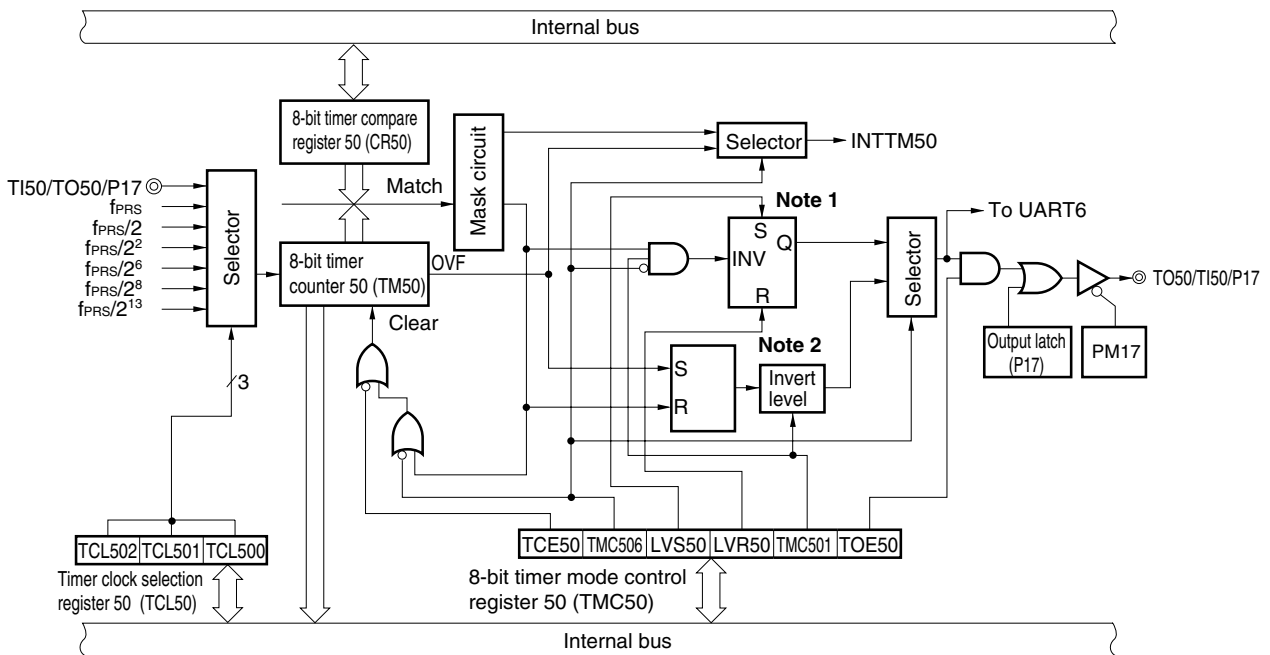 Internal bus
8-bit timer compare
register 50 (CR50)
Mask circuit
Selector
INTTM50
Match
TI50/TO50/P17
fPRS
fPRS/2
fPRS/2²
fPRS/2⁶
fPRS/2⁸
fPRS/2¹³
Selector
8-bit timer
counter 50 (TM50)
OVF
Clear
Note 1
S
Q
INV
R
Selector
To UART6
TO50/TI50/P17
Output latch
(P17)
PM17
Note 2
S
R
Invert
level
3
TCL502 TCL501 TCL500
Timer clock selection
register 50 (TCL50)
TCE50 TMC506 LVS50 LVR50 TMC501 TOE50
8-bit timer mode control
register 50 (TMC50)
Internal bus